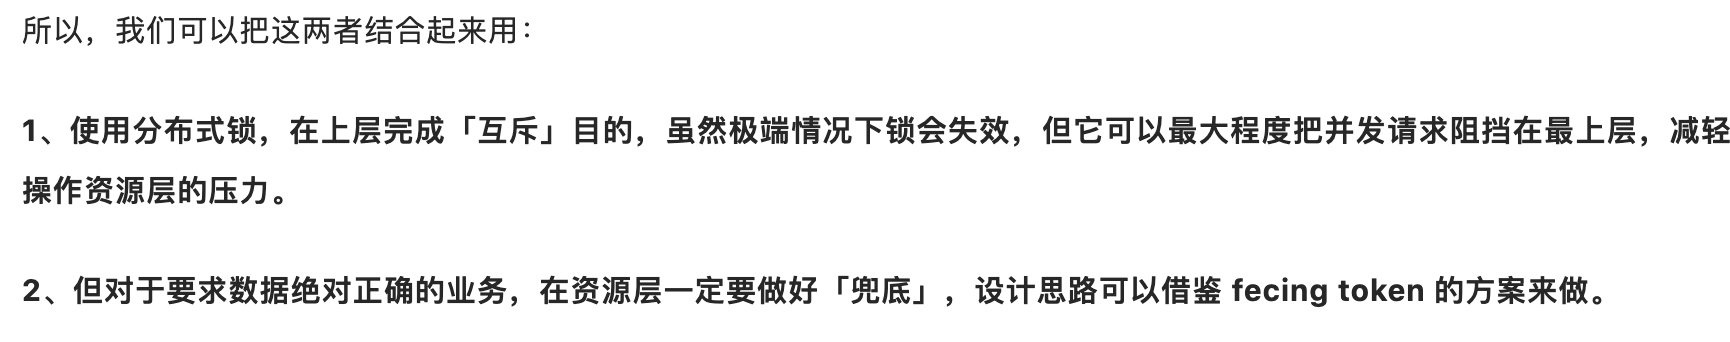 所以，我们可以把这两者结合起来用：
1、使用分布式锁，在上层完成「互斥」目的，虽然极端情况下锁会失效，但它可以最大程度把并发请求阻挡在最上层，减轻
操作资源层的压力。
2、但对于要求数据绝对正确的业务，在资源层一定要做好「兜底」，设计思路可以借鉴 fecing token 的方案来做。